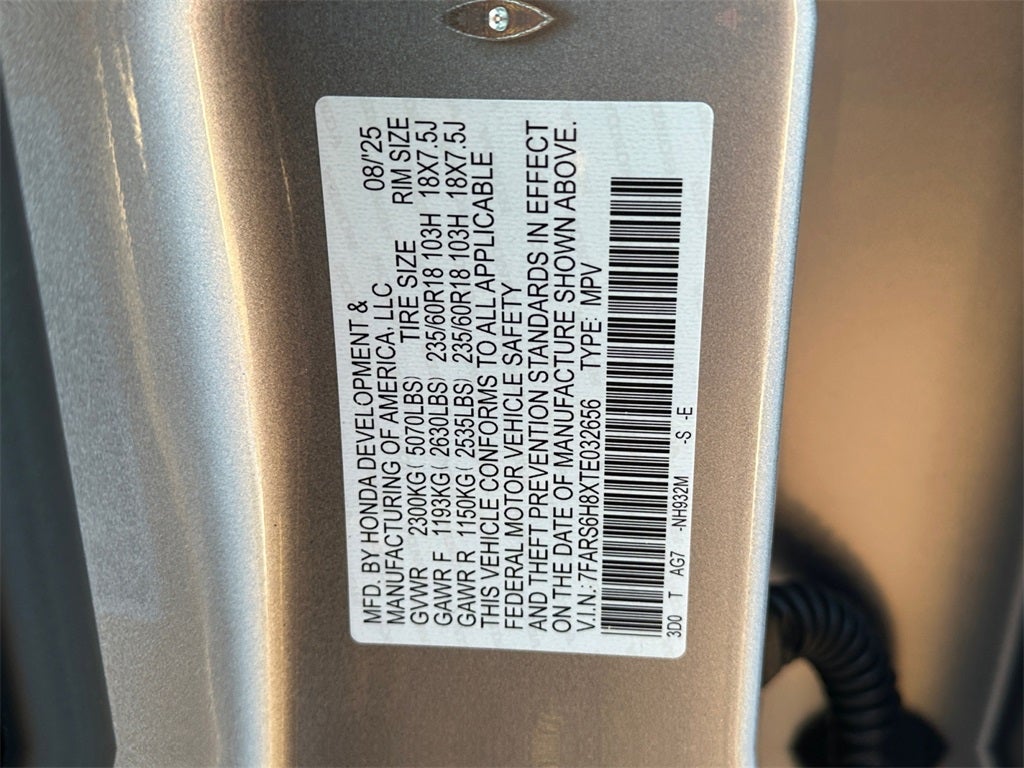 MFD. BY HONDA DEVELOPMENT &
MANUFACTURING OF AMERICA, LLC 08/'25
GVWR 2300KG( 5070LBS) TIRE SIZE RIM SIZE
GAWR F 1193KG( 2630LBS) 235/60R18 103H 18X7.5J
GAWR R 1150KG( 2535LBS) 235/60R18 103H 18X7.5J
THIS VEHICLE CONFORMS TO ALL APPLICABLE
FEDERAL MOTOR VEHICLE SAFETY
AND THEFT PREVENTION STANDARDS IN EFFECT
ON THE DATE OF MANUFACTURE SHOWN ABOVE.
V.I.N.: 7FARS6H8XTE032656 TYPE: MPV
3D0 T AG7 -NH932M -S -E